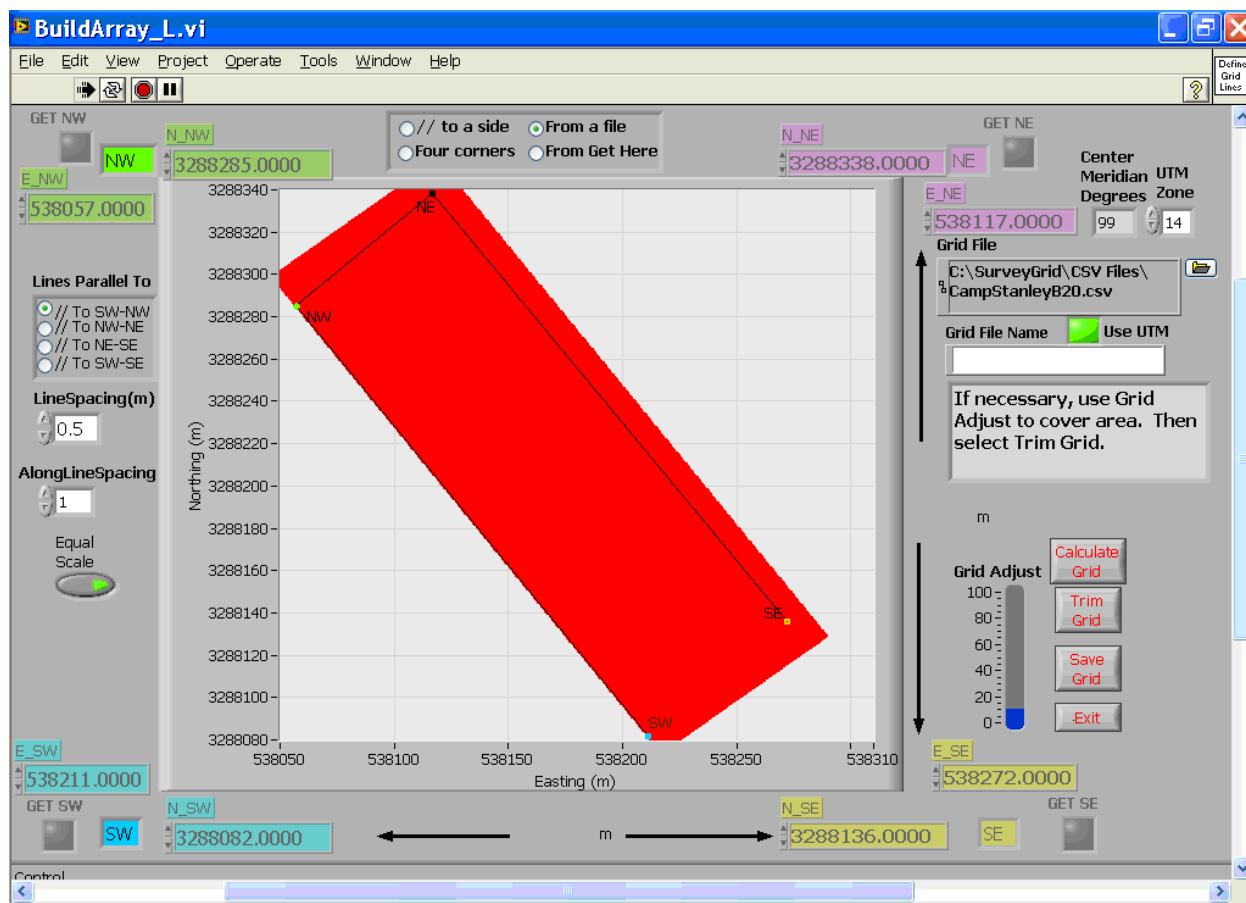 BuildArray_L.vi
File Edit View Project Operate Tools Window Help
Define
Grid
Lines
GET NW
NW
N_NW
3288285.0000
E_NW
538057.0000
// to a side
From a file
Four corners
From Get Here
N_NE
3288338.0000
NE
GET NE
E_NE
538117.0000
Center
Meridian
Degrees
99
UTM
Zone
14
Grid File
C:\SurveyGrid\CSV Files\
CampStanleyB20.csv
Grid File Name
Use UTM
If necessary, use Grid
Adjust to cover area. Then
select Trim Grid.
Lines Parallel To
// To SW-NW
// To NW-NE
// To NE-SE
// To SW-SE
LineSpacing(m)
0.5
AlongLineSpacing
1
Equal
Scale
Northing (m)
3288340
3288320
3288300
3288280
3288260
3288240
3288220
3288200
3288180
3288160
3288140
3288120
3288100
3288080
NE
NW
SE
SW
538050
538100
538150
538200
538250
538310
Easting (m)
m
Grid Adjust
100
80
60
40
20
0
Calculate
Grid
Trim
Grid
Save
Grid
Exit
E_SW
538211.0000
GET SW
SW
N_SW
3288082.0000
m
E_SE
538272.0000
N_SE
3288136.0000
SE
GET SE
Control